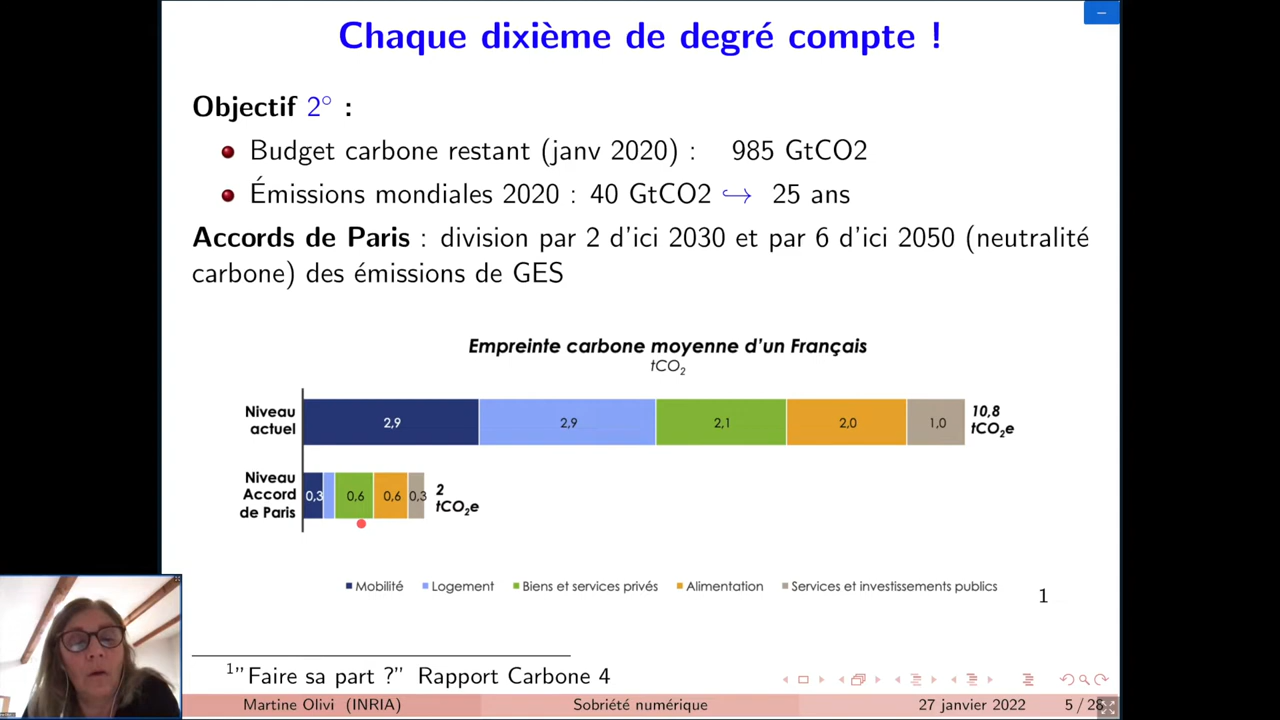 Chaque dixième de degré compte !
Objectif 2° :
Budget carbone restant (janv 2020) : 985 GtCO2
Émissions mondiales 2020 : 40 GtCO2 ↪ 25 ans
Accords de Paris : division par 2 d'ici 2030 et par 6 d'ici 2050 (neutralité
carbone) des émissions de GES
Empreinte carbone moyenne d'un Français
tCO₂
Niveau
actuel
2,9
2,9
2,1
2,0
1,0
10,8
tCO₂e
Niveau
Accord
de Paris
0,3
0,6
0,6
0,3
2
tCO₂e
Mobilité
Logement
Biens et services privés
Alimentation
Services et investissements publics
1
1"Faire sa part ?" Rapport Carbone 4
Martine Olivi (INRIA) Sobriété numérique 27 janvier 2022 5 / 28